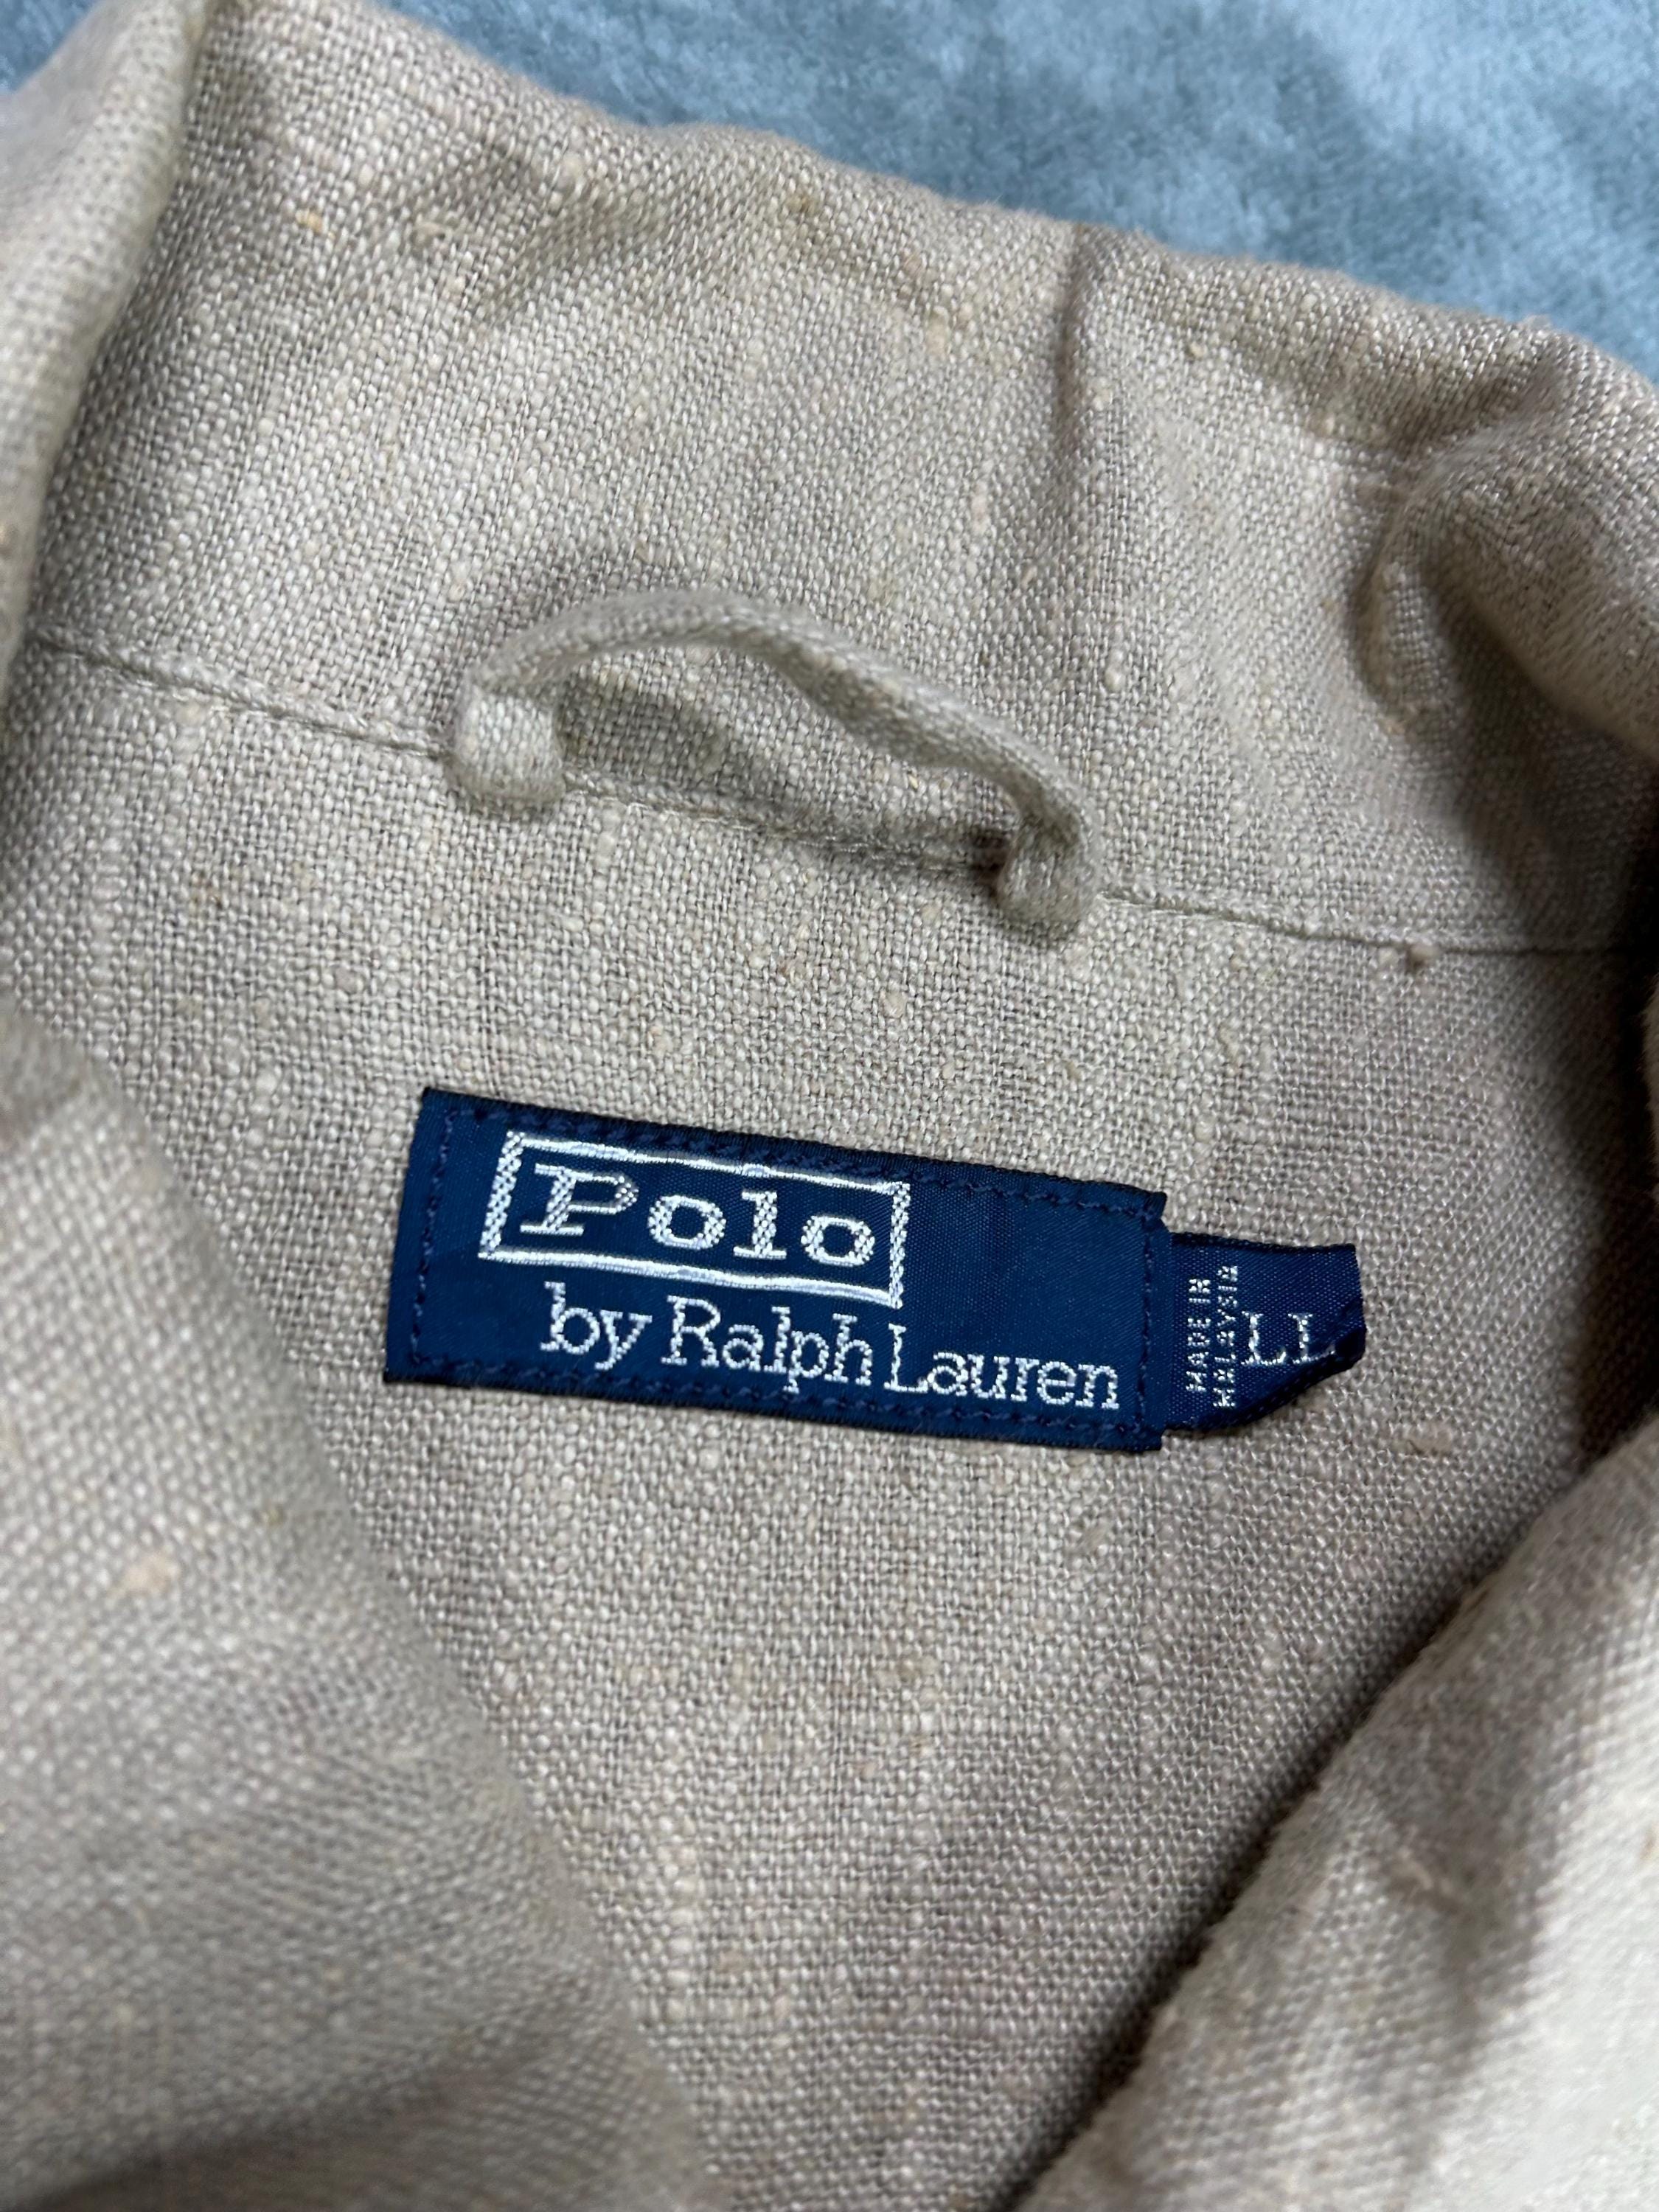 Polo
by Ralph Lauren
MADE IN
MALAYSIA
LL